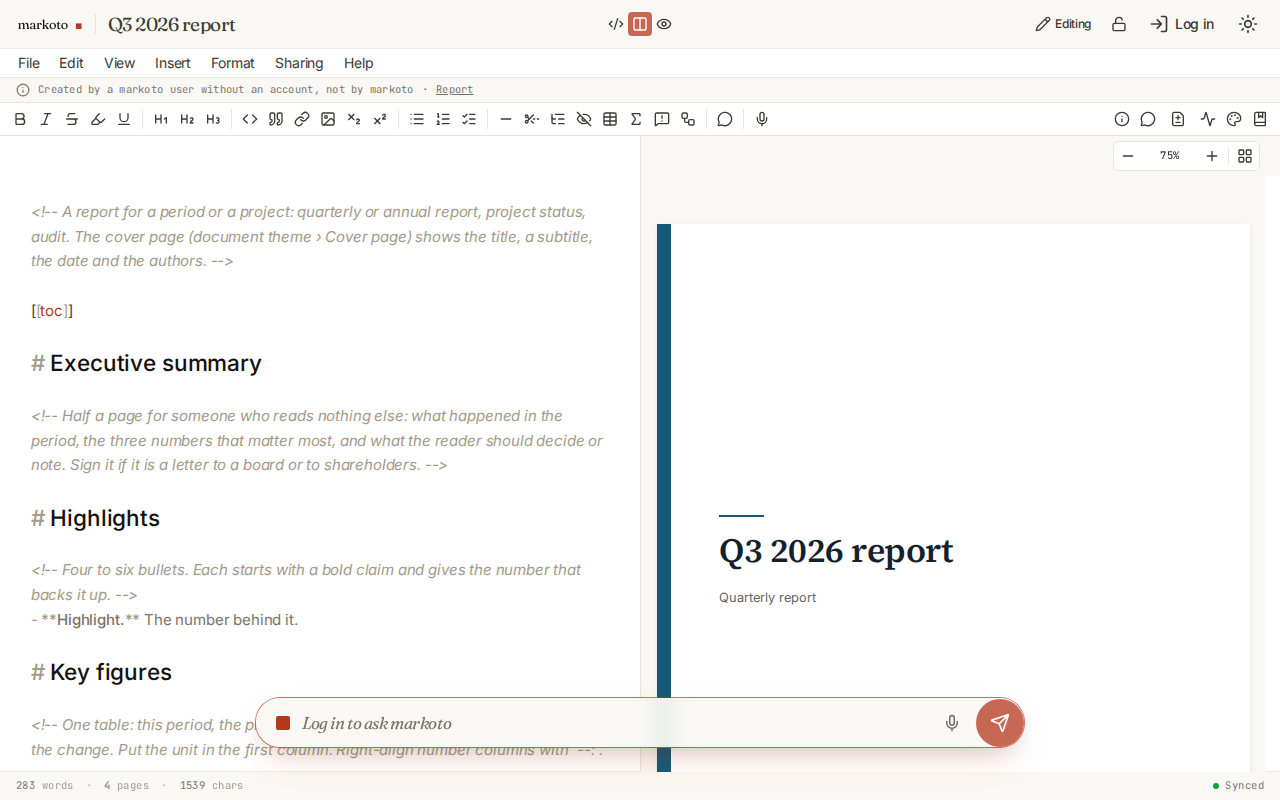 markoto
Q3 2026 report
Editing
Log in
File Edit View Insert Format Sharing Help
Created by a markoto user without an account, not by markoto · Report
H1 H2 H3
75%
<!-- A report for a period or a project: quarterly or annual report, project status,
audit. The cover page (document theme › Cover page) shows the title, a subtitle,
the date and the authors. -->
[[toc]]
# Executive summary
<!-- Half a page for someone who reads nothing else: what happened in the
period, the three numbers that matter most, and what the reader should decide or
note. Sign it if it is a letter to a board or to shareholders. -->
# Highlights
<!-- Four to six bullets. Each starts with a bold claim and gives the number that
backs it up. -->
- **Highlight.** The number behind it.
# Key figures
<!-- One table: this period, the
the change. Put the unit in the first column. Right-align number columns with `--:`.
Q3 2026 report
Quarterly report
Log in to ask markoto
283 words · 4 pages · 1539 chars
Synced